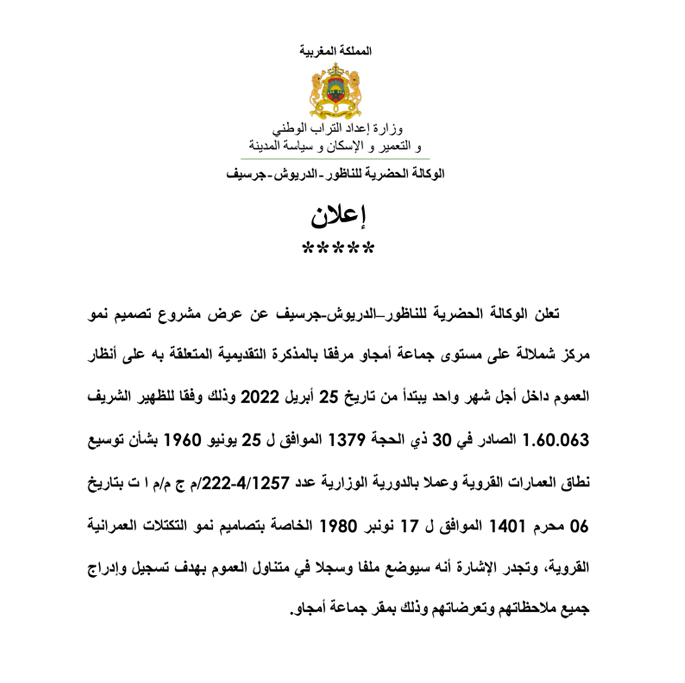 المملكة المغربية
وزارة إعداد التراب الوطني
و التعمير و الإسكان و سياسة المدينة
الوكالة الحضرية للناظور-الدريوش-جرسيف
إعلان
*****
تعلن الوكالة الحضرية للناظور–الدريوش-جرسيف عن عرض مشروع تصميم نمو
مركز شملالة على مستوى جماعة أمجاو مرفقا بالمذكرة التقديمية المتعلقة به على أنظار
العموم داخل أجل شهر واحد يبتدأ من تاريخ 25 أبريل 2022 وذلك وفقا للظهير الشريف
1.60.063 الصادر في 30 ذي الحجة 1379 الموافق ل 25 يونيو 1960 بشأن توسيع
نطاق العمارات القروية وعملا بالدورية الوزارية عدد 4/1257-222/م ج م/م ا ت بتاريخ
06 محرم 1401 الموافق ل 17 نونبر 1980 الخاصة بتصاميم نمو التكتلات العمرانية
القروية، وتجدر الإشارة أنه سيوضع ملفا وسجلا في متناول العموم بهدف تسجيل وإدراج
جميع ملاحظاتهم وتعرضاتهم وذلك بمقر جماعة أمجاو.